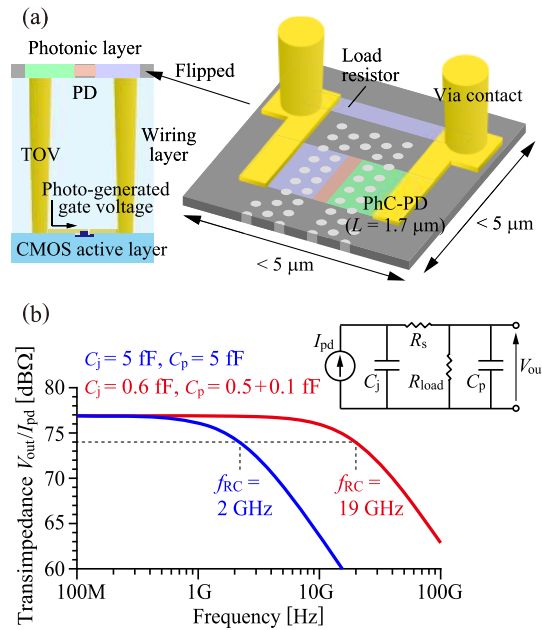 (a)
Photonic layer
PD
Flipped
TOV
Wiring
layer
Photo-generated
gate voltage
CMOS active layer
Load
resistor
Via contact
PhC-PD
(L = 1.7 μm)
< 5 μm
< 5 μm
(b)
Cj = 5 fF, Cp = 5 fF
Cj = 0.6 fF, Cp = 0.5+0.1 fF
Ipd
Rs
Cj
Rload
Cp
Vou
Transimpedance Vout/Ipd [dBΩ]
80
75
70
65
60
fRC =
2 GHz
fRC =
19 GHz
100M
1G
10G
100G
Frequency [Hz]